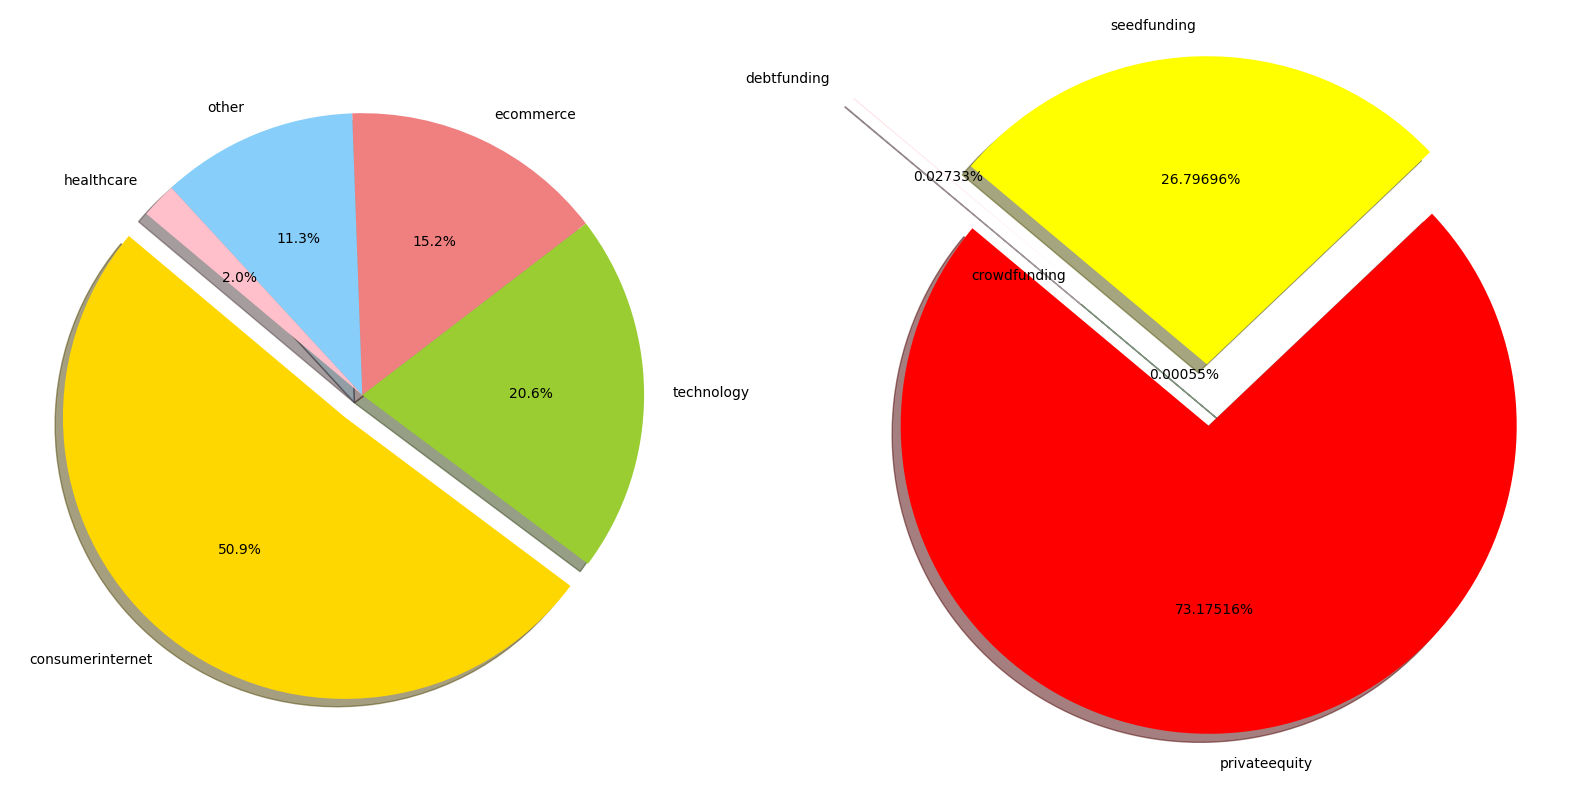 other
ecommerce
healthcare
11.3%
15.2%
2.0%
technology
20.6%
50.9%
consumerinternet
seedfunding
debtfunding
0.02733%
26.79696%
crowdfunding
0.00055%
73.17516%
privateequity